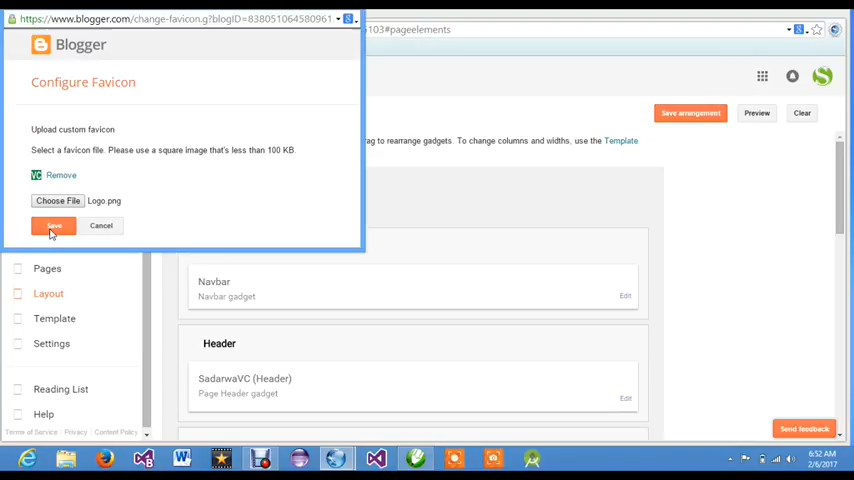 https://www.blogger.com/change-favicon.g?blogID=838051064580961
5103#pageelements
Blogger
Configure Favicon
Upload custom favicon
Select a favicon file. Please use a square image that's less than 100 KB.
VC Remove
Choose File Logo.png
Save Cancel
Save arrangement Preview Clear
rag to rearrange gadgets. To change columns and widths, use the Template
Pages
Layout
Template
Settings
Reading List
Help
Terms of Service Privacy Content Policy
Navbar
Navbar gadget
Edit
Header
SadarwaVC (Header)
Page Header gadget
Edit
Send feedback
6:52 AM
2/6/2017